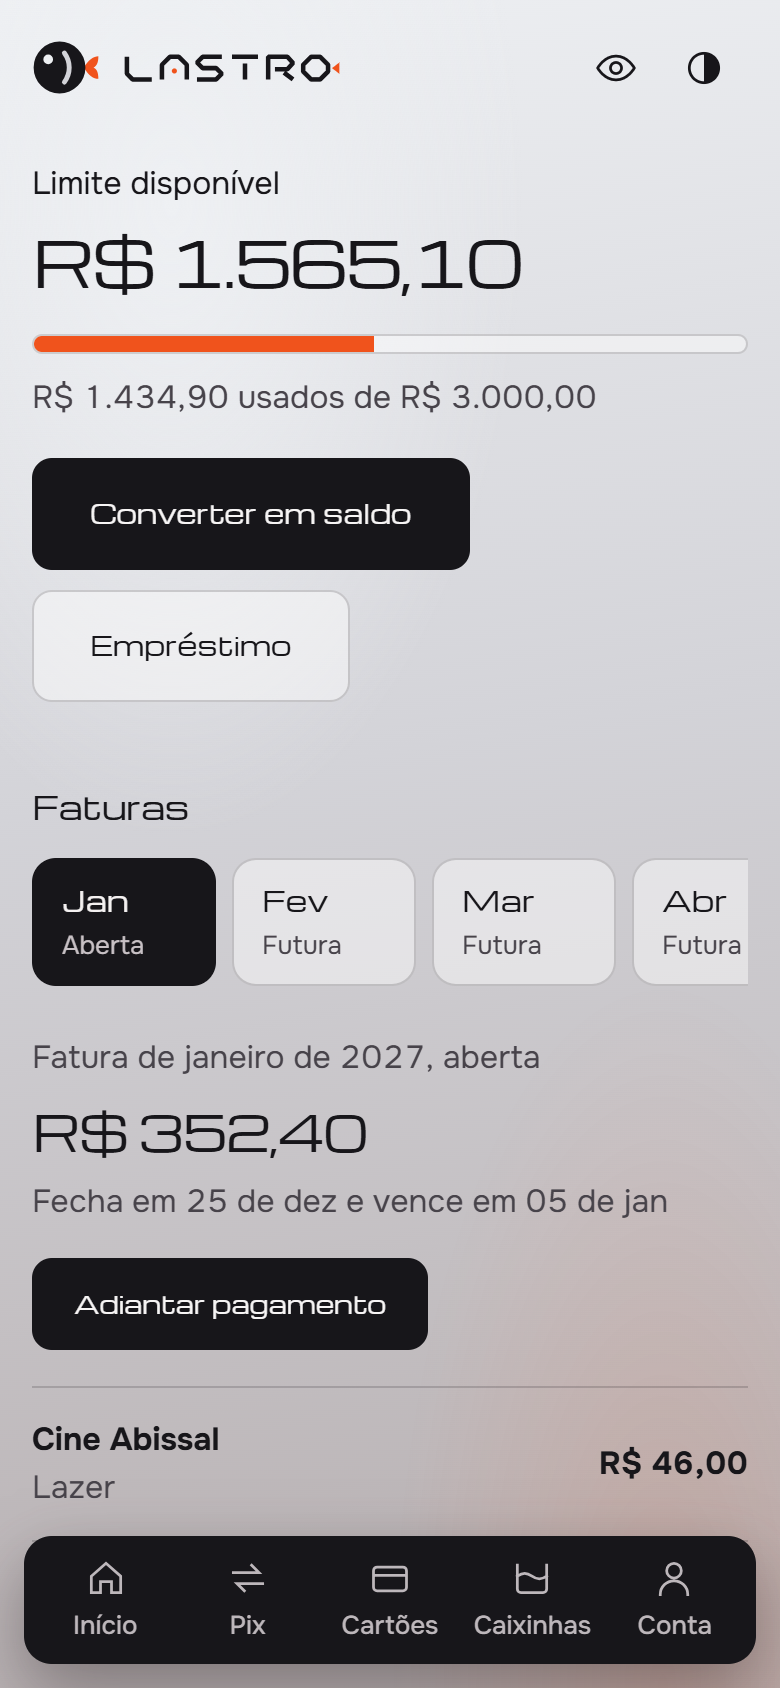 LASTRO
Limite disponível
R$ 1.565,10
R$ 1.434,90 usados de R$ 3.000,00
Converter em saldo
Empréstimo
Faturas
Jan
Aberta
Fev
Futura
Mar
Futura
Abr
Futura
Fatura de janeiro de 2027, aberta
R$ 352,40
Fecha em 25 de dez e vence em 05 de jan
Adiantar pagamento
Cine Abissal
Lazer
R$ 46,00
Início
Pix
Cartões
Caixinhas
Conta